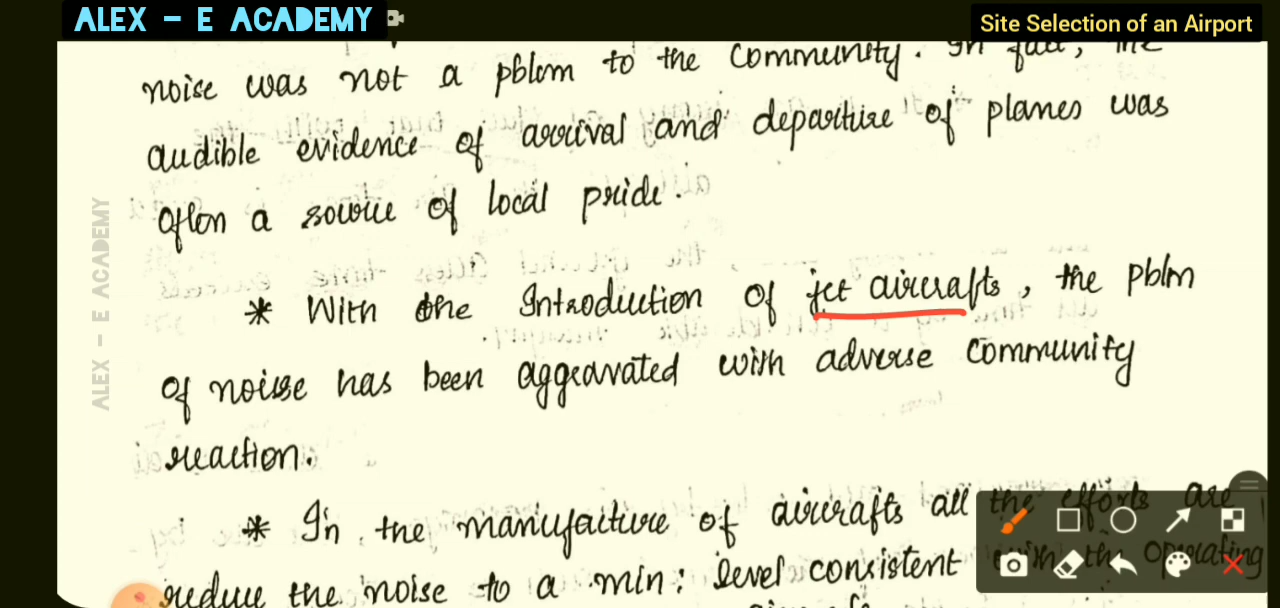 ALEX - E ACADEMY
Site Selection of an Airport
noise was not a pblm to the Community. In fact, the
audible evidence of arrival and departure of planes was
often a source of local pride.
* With the Introduction of jet aircrafts, the pblm
of noise has been aggravated with adverse Community
reaction.
* In the manufacture of aircrafts all the efforts are
reduce the noise to a min: level consistent with the operating
ALEX - E ACADEMY